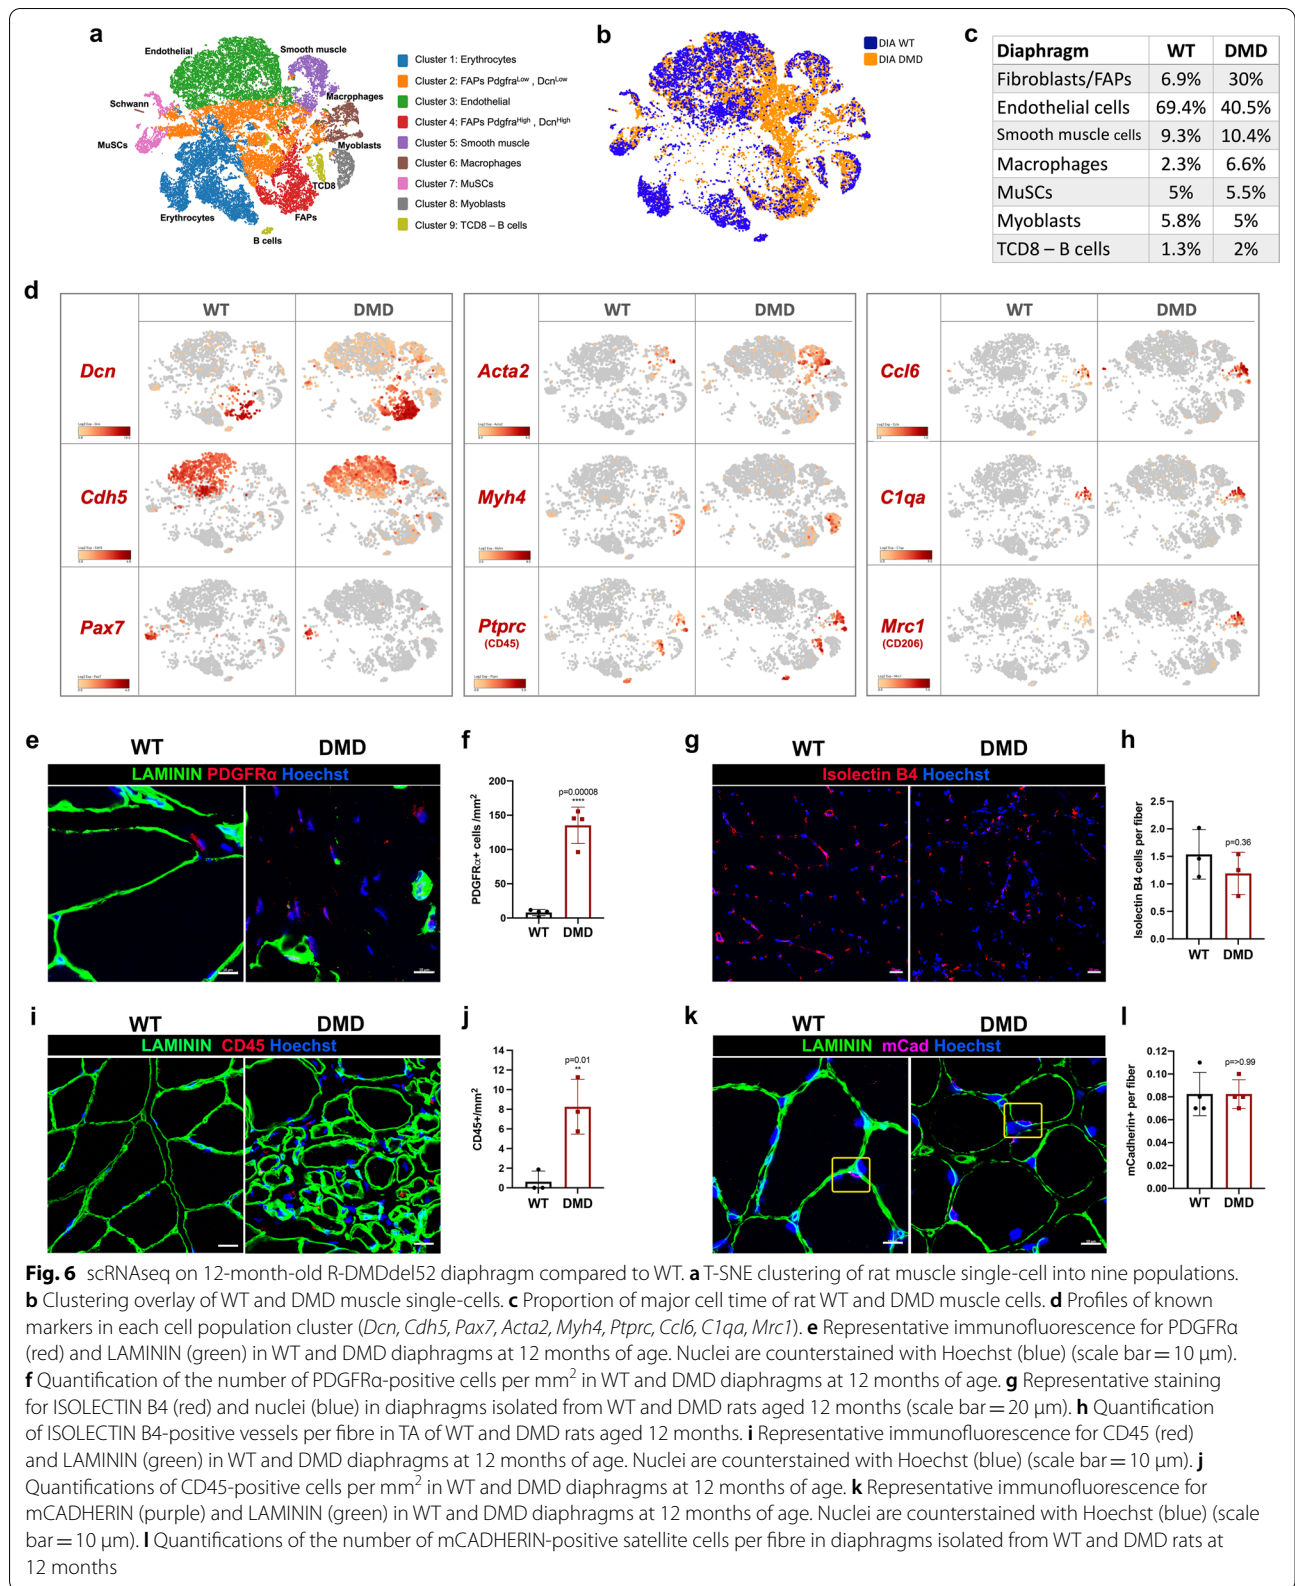 a
Endothelial
Smooth muscle
Schwann
Macrophages
MuSCs
Myoblasts
TCD8
Erythrocytes
FAPs
B cells
Cluster 1: Erythrocytes
Cluster 2: FAPs Pdgfra^Low , Dcn^Low
Cluster 3: Endothelial
Cluster 4: FAPs Pdgfra^High , Dcn^High
Cluster 5: Smooth muscle
Cluster 6: Macrophages
Cluster 7: MuSCs
Cluster 8: Myoblasts
Cluster 9: TCD8 – B cells
b
DIA WT
DIA DMD
c
Diaphragm WT DMD
Fibroblasts/FAPs 6.9% 30%
Endothelial cells 69.4% 40.5%
Smooth muscle cells 9.3% 10.4%
Macrophages 2.3% 6.6%
MuSCs 5% 5.5%
Myoblasts 5.8% 5%
TCD8 – B cells 1.3% 2%
d
WT DMD
Dcn
Cdh5
Pax7
WT DMD
Acta2
Myh4
Ptprc
(CD45)
WT DMD
Ccl6
C1qa
Mrc1
(CD206)
e
WT DMD
LAMININ PDGFRα Hoechst
f
PDGFRα+ cells /mm²
200
150
100
50
0
p=0.00008
****
WT DMD
g
WT DMD
Isolectin B4 Hoechst
h
Isolectin B4 cells per fiber
2.5
2.0
1.5
1.0
0.5
0.0
p=0.36
WT DMD
i
WT DMD
LAMININ CD45 Hoechst
j
CD45+/mm²
14
12
10
8
6
4
2
0
p=0.01
**
WT DMD
k
WT DMD
LAMININ mCad Hoechst
l
mCadherin+ per fiber
0.12
0.10
0.08
0.06
0.04
0.02
0.00
p=>0.99
WT DMD
Fig. 6 scRNAseq on 12-month-old R-DMDdel52 diaphragm compared to WT. a T-SNE clustering of rat muscle single-cell into nine populations.
b Clustering overlay of WT and DMD muscle single-cells. c Proportion of major cell time of rat WT and DMD muscle cells. d Profiles of known
markers in each cell population cluster (Dcn, Cdh5, Pax7, Acta2, Myh4, Ptprc, Ccl6, C1qa, Mrc1). e Representative immunofluorescence for PDGFRα
(red) and LAMININ (green) in WT and DMD diaphragms at 12 months of age. Nuclei are counterstained with Hoechst (blue) (scale bar = 10 μm).
f Quantification of the number of PDGFRα-positive cells per mm² in WT and DMD diaphragms at 12 months of age. g Representative staining
for ISOLECTIN B4 (red) and nuclei (blue) in diaphragms isolated from WT and DMD rats aged 12 months (scale bar = 20 μm). h Quantification
of ISOLECTIN B4-positive vessels per fibre in TA of WT and DMD rats aged 12 months. i Representative immunofluorescence for CD45 (red)
and LAMININ (green) in WT and DMD diaphragms at 12 months of age. Nuclei are counterstained with Hoechst (blue) (scale bar = 10 μm). j
Quantifications of CD45-positive cells per mm² in WT and DMD diaphragms at 12 months of age. k Representative immunofluorescence for
mCADHERIN (purple) and LAMININ (green) in WT and DMD diaphragms at 12 months of age. Nuclei are counterstained with Hoechst (blue) (scale
bar = 10 μm). l Quantifications of the number of mCADHERIN-positive satellite cells per fibre in diaphragms isolated from WT and DMD rats at
12 months